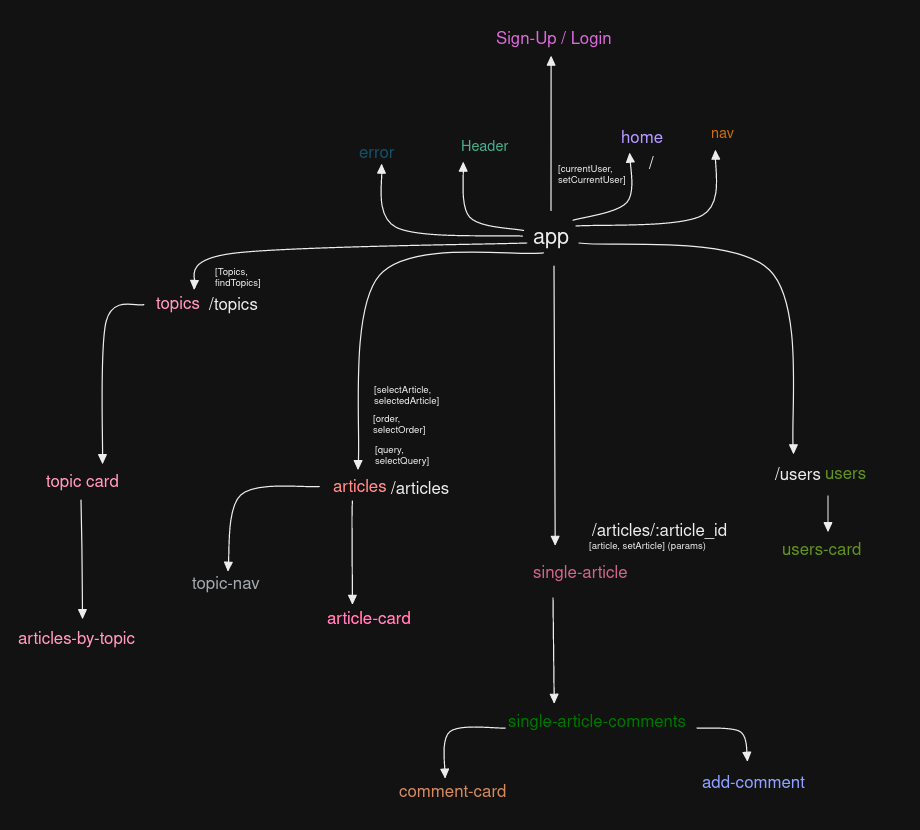 Sign-Up / Login
nav
home
Header
error
/
[currentUser,
setCurrentUser]
app
[Topics,
findTopics]
topics /topics
[selectArticle,
selectedArticle]
[order,
selectOrder]
[query,
selectQuery]
topic card
articles /articles
/users users
/articles/:article_id
[article, setArticle] (params)
users-card
single-article
topic-nav
article-card
articles-by-topic
single-article-comments
add-comment
comment-card